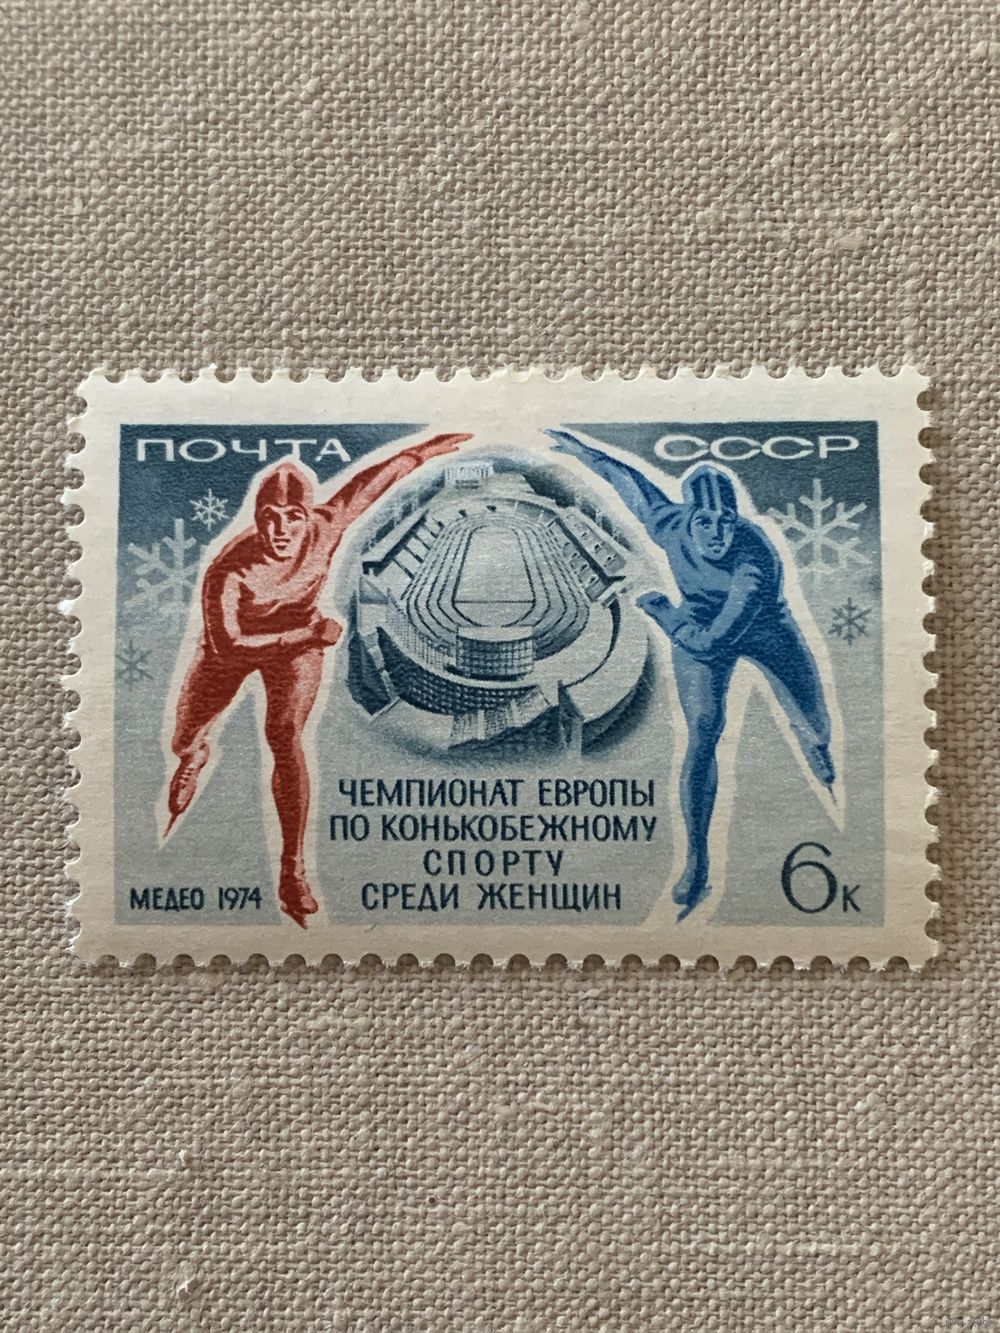 ПОЧТА СССР
ЧЕМПИОНАТ ЕВРОПЫ
ПО КОНЬКОБЕЖНОМУ
СПОРТУ
СРЕДИ ЖЕНЩИН
МЕДЕО 1974
6к